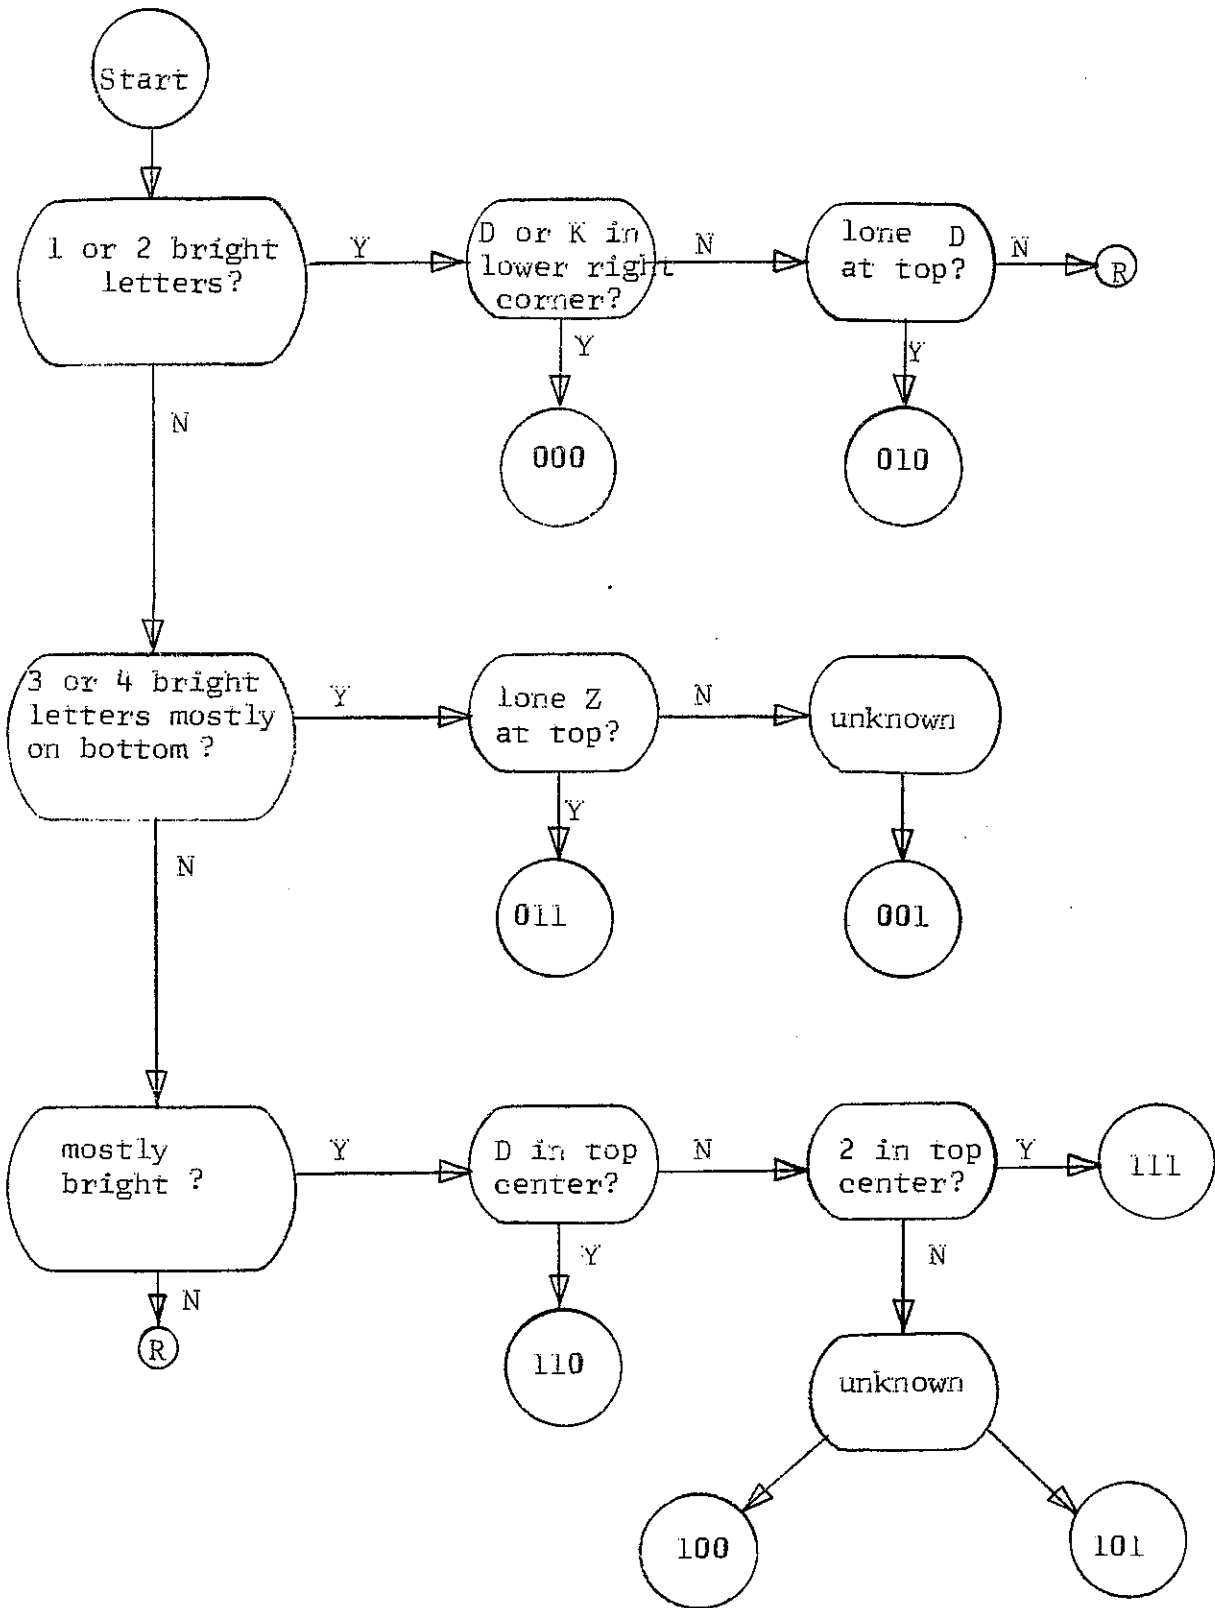 Start
1 or 2 bright
letters?
Y
D or K in
lower right
corner?
N
lone D
at top?
N
R
Y
Y
000
010
N
3 or 4 bright
letters mostly
on bottom ?
Y
lone Z
at top?
N
unknown
Y
011
001
N
mostly
bright ?
Y
D in top
center?
N
2 in top
center?
Y
111
N
R
Y
110
N
unknown
100
101